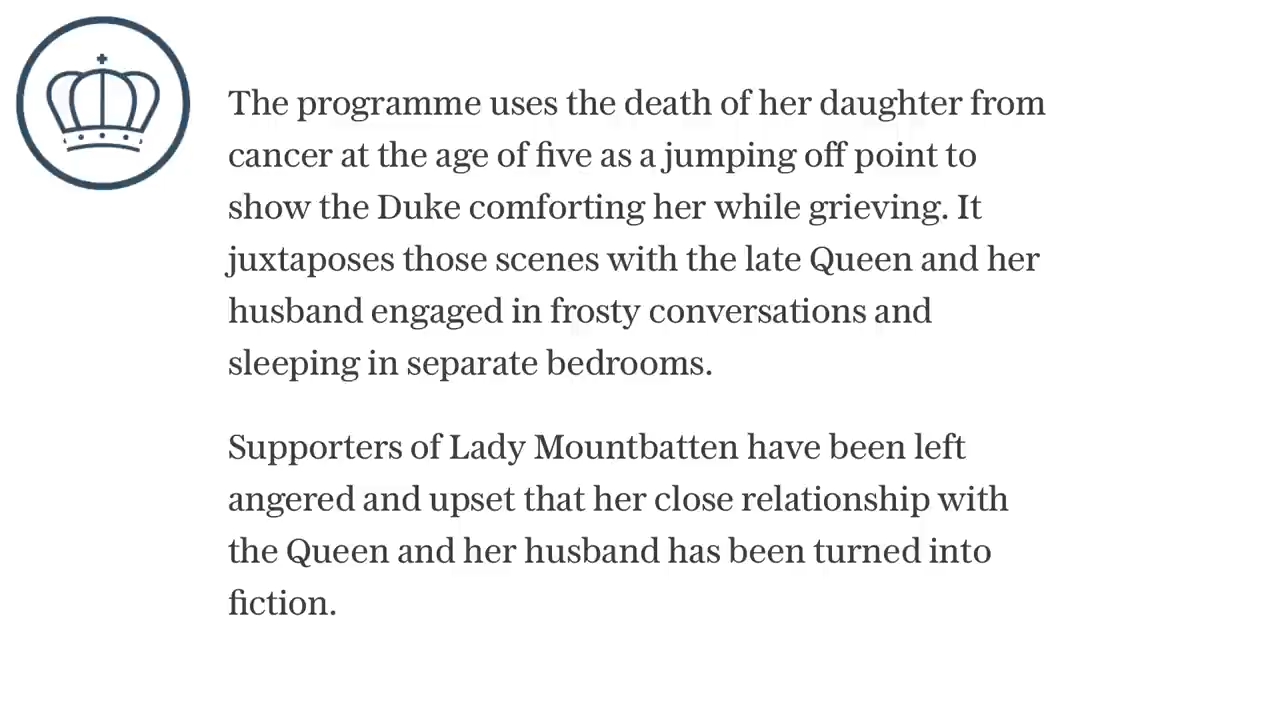 The programme uses the death of her daughter from
cancer at the age of five as a jumping off point to
show the Duke comforting her while grieving. It
juxtaposes those scenes with the late Queen and her
husband engaged in frosty conversations and
sleeping in separate bedrooms.
Supporters of Lady Mountbatten have been left
angered and upset that her close relationship with
the Queen and her husband has been turned into
fiction.